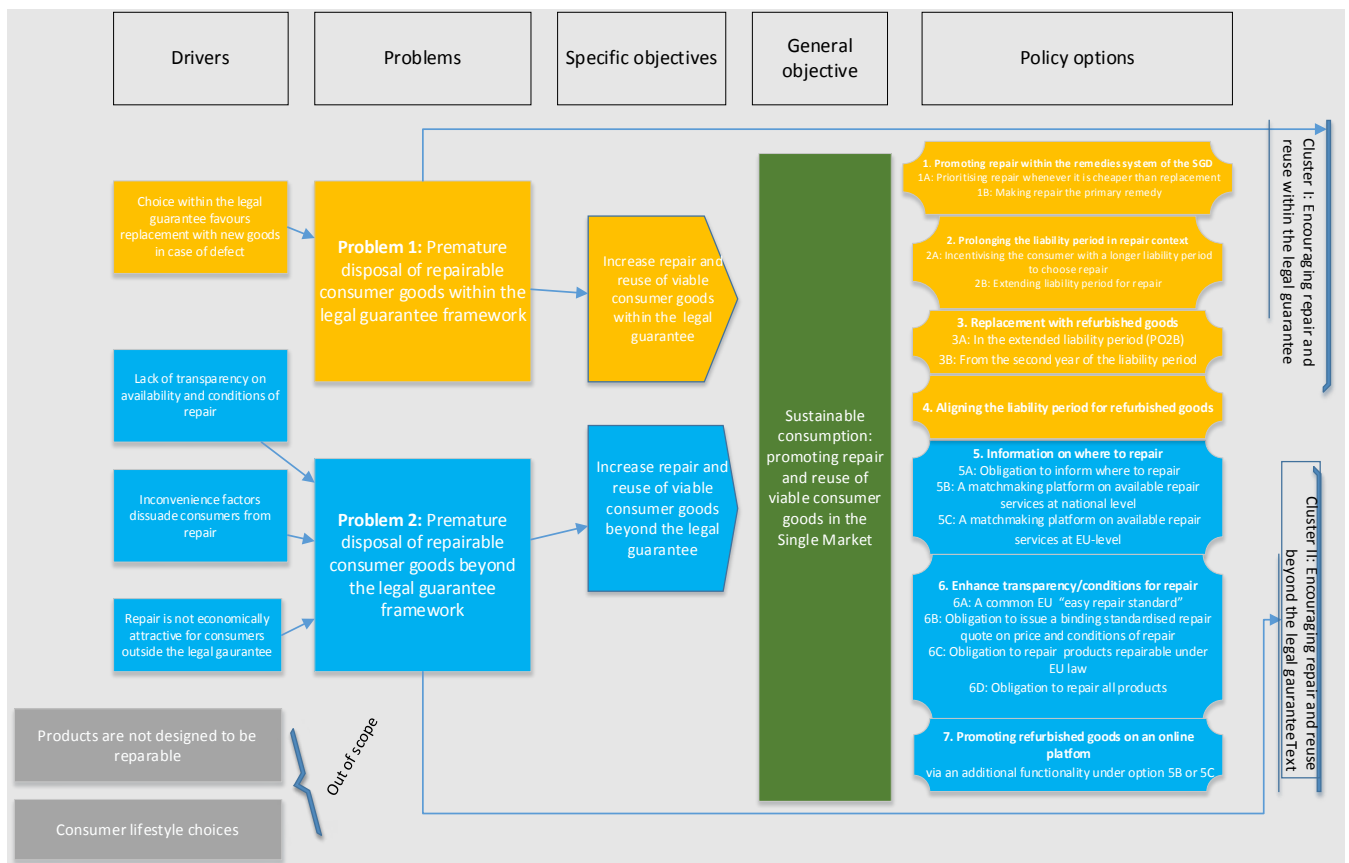 Drivers
Problems
Specific objectives
General
objective
Policy options
Choice within the legal
guarantee favours
replacement with new goods
in case of defect
Lack of transparency on
availability and conditions of
repair
Inconvenience factors
dissuade consumers from
repair
Repair is not economically
attractive for consumers
outside the legal gaurantee
Products are not designed to be
reparable
Consumer lifestyle choices
Out of scope
Problem 1: Premature
disposal of repairable
consumer goods within the
legal guarantee framework
Problem 2: Premature
disposal of repairable
consumer goods beyond
the legal guarantee
framework
Increase repair and
reuse of viable
consumer goods
within the legal
guarantee
Increase repair and
reuse of viable
consumer goods
beyond the legal
guarantee
Sustainable
consumption:
promoting repair
and reuse of
viable consumer
goods in the
Single Market
1. Promoting repair within the remedies system of the SGD
1A: Prioritising repair whenever it is cheaper than replacement
1B: Making repair the primary remedy
2. Prolonging the liability period in repair context
2A: Incentivising the consumer with a longer liability period
to choose repair
2B: Extending liability period for repair
3. Replacement with refurbished goods
3A: In the extended liability period (PO2B)
3B: From the second year of the liability period
4. Aligning the liability period for refurbished goods
5. Information on where to repair
5A: Obligation to inform where to repair
5B: A matchmaking platform on available repair
services at national level
5C: A matchmaking platform on available repair
services at EU-level
6. Enhance transparency/conditions for repair
6A: A common EU “easy repair standard”
6B: Obligation to issue a binding standardised repair
quote on price and conditions of repair
6C: Obligation to repair products repairable under
EU law
6D: Obligation to repair all products
7. Promoting refurbished goods on an online
platfom
via an additional functionality under option 5B or 5C
Cluster I: Encouraging repair and
reuse within the legal guarantee
Cluster II: Encouraging repair and reuse
beyond the legal gauranteeText